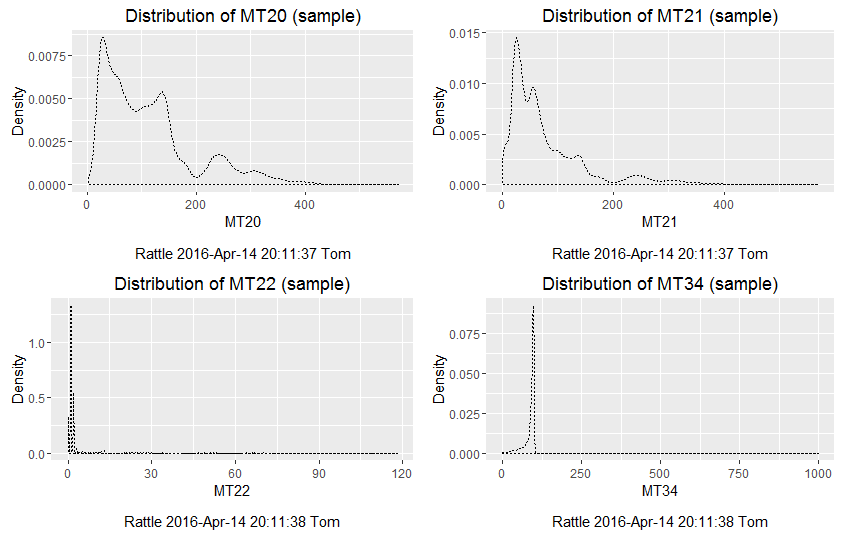 Distribution of MT20 (sample)
0.0075
0.0050
0.0025
0.0000
Density
0 200 400
MT20
Rattle 2016-Apr-14 20:11:37 Tom
Distribution of MT21 (sample)
0.015
0.010
0.005
0.000
Density
0 200 400
MT21
Rattle 2016-Apr-14 20:11:37 Tom
Distribution of MT22 (sample)
1.0
0.5
0.0
Density
0 30 60 90 120
MT22
Rattle 2016-Apr-14 20:11:38 Tom
Distribution of MT34 (sample)
0.075
0.050
0.025
0.000
Density
0 250 500 750 1000
MT34
Rattle 2016-Apr-14 20:11:38 Tom